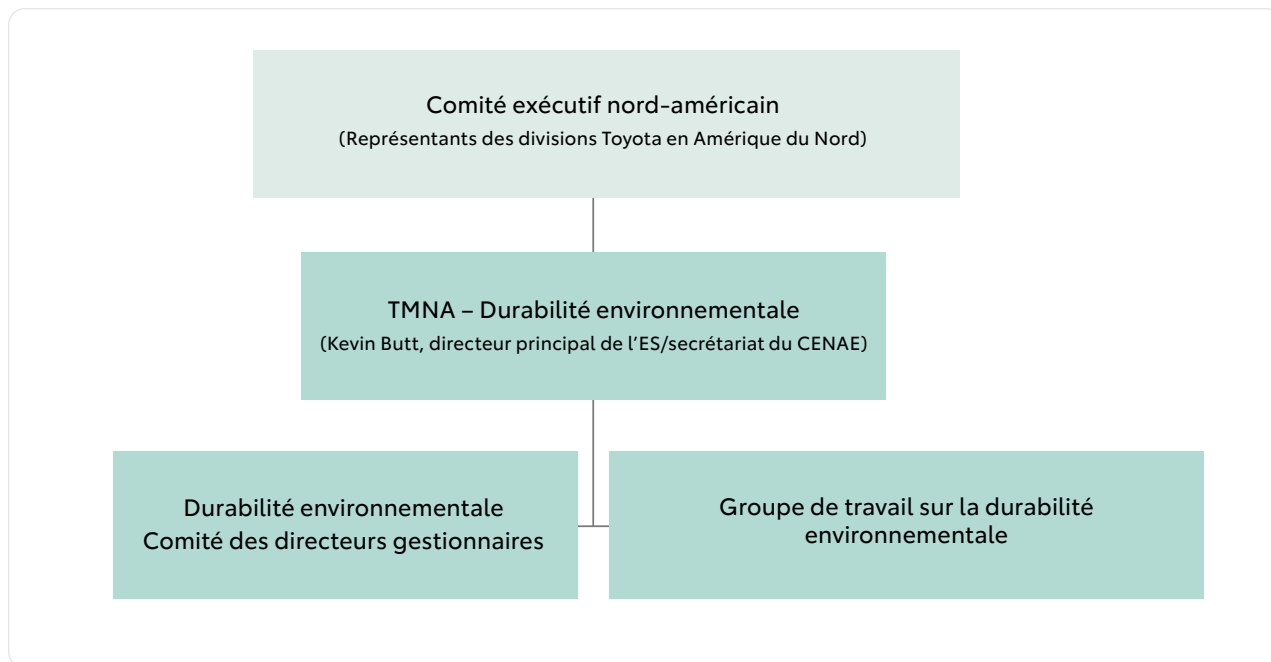 Comité exécutif nord-américain
(Représentants des divisions Toyota en Amérique du Nord)
TMNA – Durabilité environnementale
(Kevin Butt, directeur principal de l’ES/secrétariat du CENAE)
Durabilité environnementale
Comité des directeurs gestionnaires
Groupe de travail sur la durabilité
environnementale